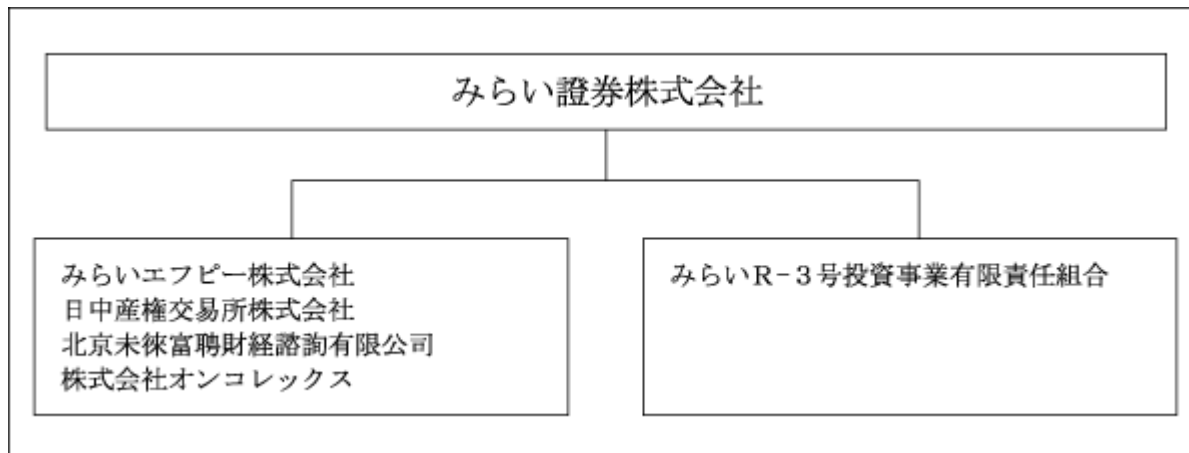 みらい證券株式会社
みらいエフピー株式会社
日中産権交易所株式会社
北京未徠富聘財経諮詢有限公司
株式会社オンコレックス
みらいR-3号投資事業有限責任組合